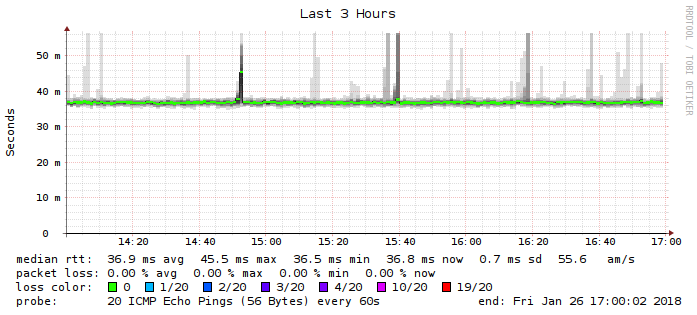 Last 3 Hours
RRDTOOL / TOBI OETIKER
Seconds
50 m
40 m
30 m
20 m
10 m
0
14:20 14:40 15:00 15:20 15:40 16:00 16:20 16:40 17:00
median rtt: 36.9 ms avg 45.5 ms max 36.5 ms min 36.8 ms now 0.7 ms sd 55.6 am/s
packet loss: 0.00 % avg 0.00 % max 0.00 % min 0.00 % now
loss color: 0 1/20 2/20 3/20 4/20 10/20 19/20
probe: 20 ICMP Echo Pings (56 Bytes) every 60s end: Fri Jan 26 17:00:02 2018